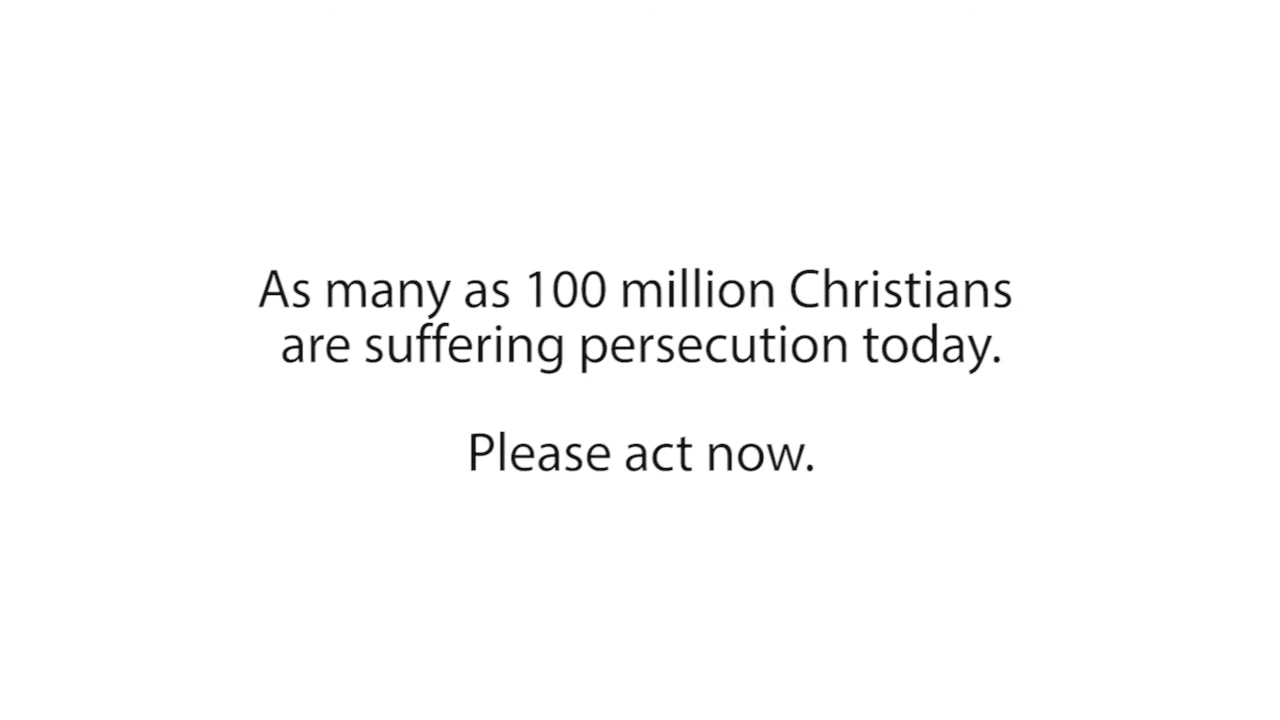 As many as 100 million Christians
are suffering persecution today.
Please act now.